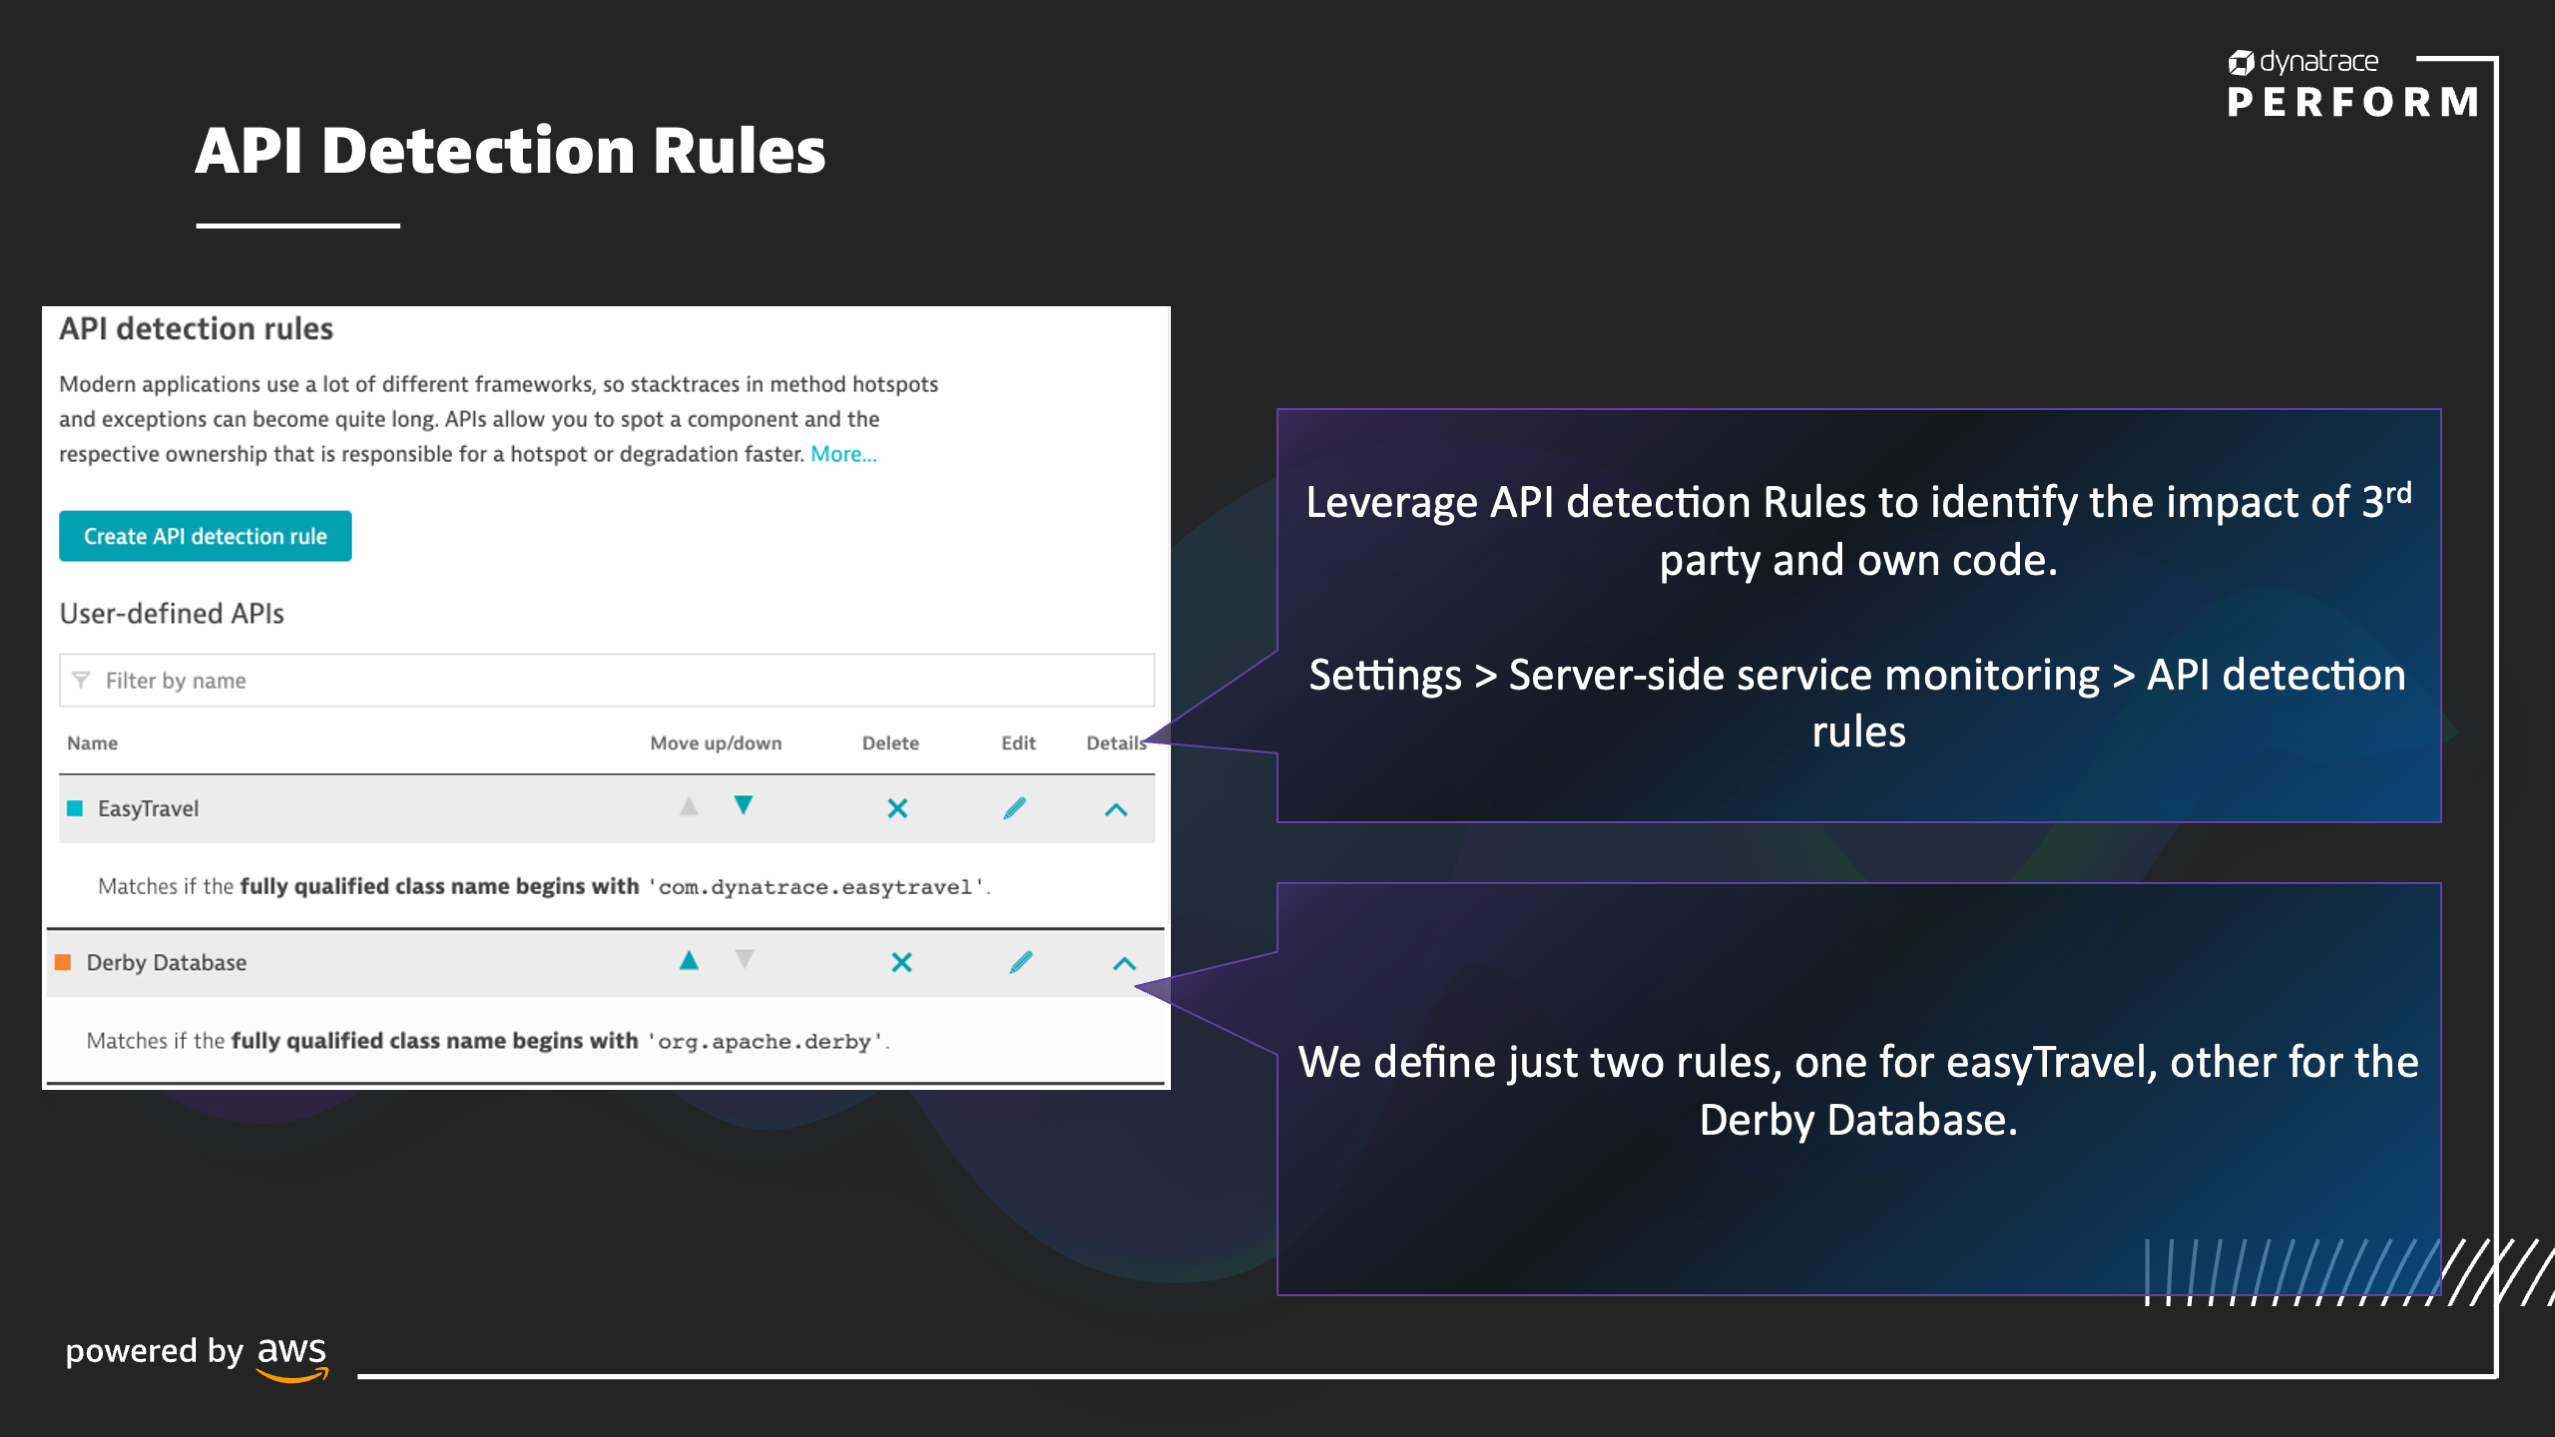 dynatrace
PERFORM
API Detection Rules
API detection rules
Modern applications use a lot of different frameworks, so stacktraces in method hotspots
and exceptions can become quite long. APIs allow you to spot a component and the
respective ownership that is responsible for a hotspot or degradation faster. More...
Create API detection rule
User-defined APIs
Filter by name
Name Move up/down Delete Edit Details
EasyTravel
Matches if the fully qualified class name begins with 'com.dynatrace.easytravel'.
Derby Database
Matches if the fully qualified class name begins with 'org.apache.derby'.
Leverage API detection Rules to identify the impact of 3rd
party and own code.
Settings > Server-side service monitoring > API detection
rules
We define just two rules, one for easyTravel, other for the
Derby Database.
powered by aws